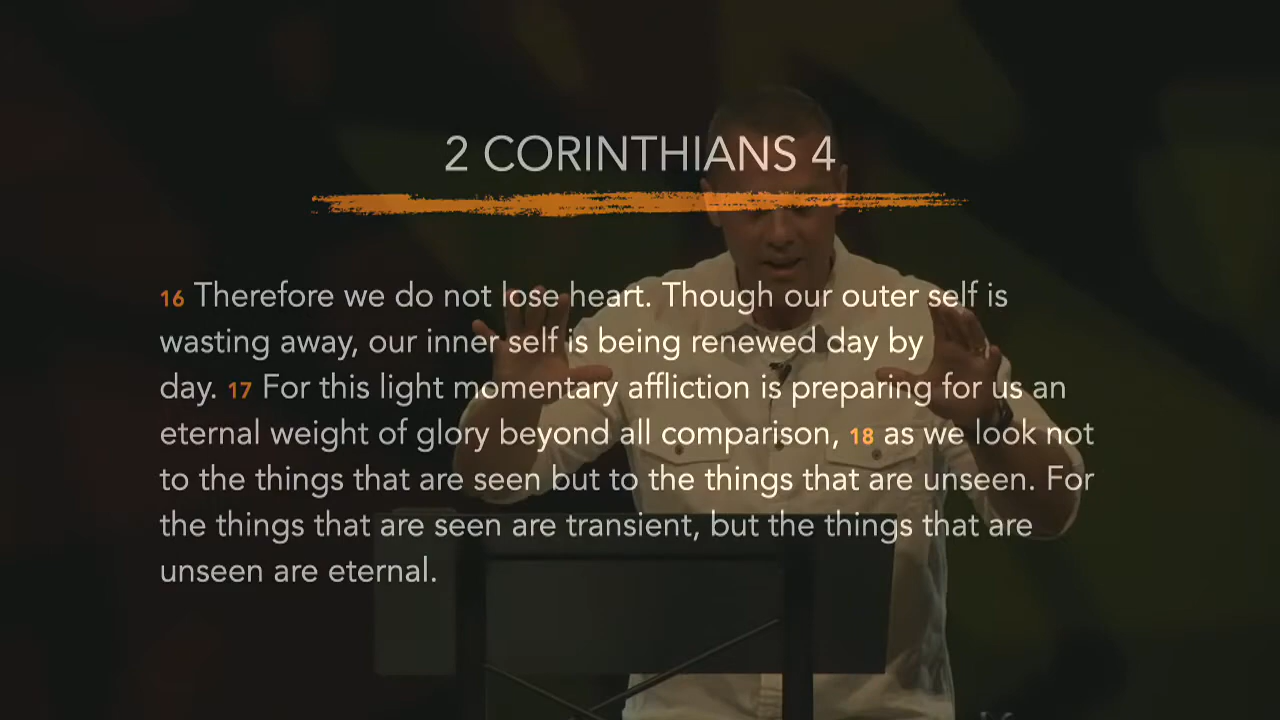 2 CORINTHIANS 4
16 Therefore we do not lose heart. Though our outer self is
wasting away, our inner self is being renewed day by
day. 17 For this light momentary affliction is preparing for us an
eternal weight of glory beyond all comparison, 18 as we look not
to the things that are seen but to the things that are unseen. For
the things that are seen are transient, but the things that are
unseen are eternal.